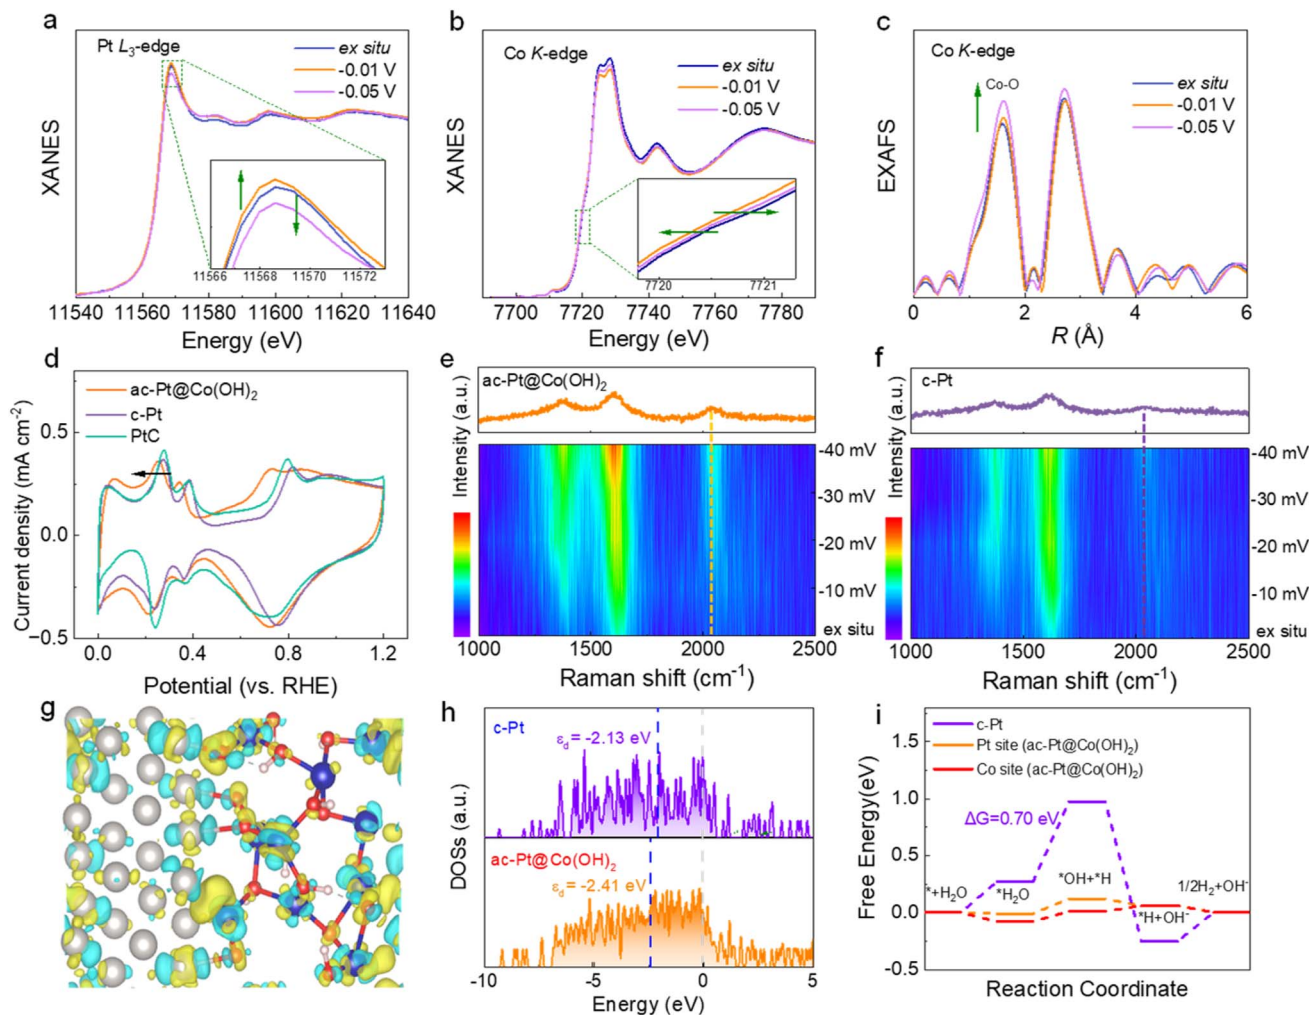 a
Pt L3-edge
ex situ
-0.01 V
-0.05 V
XANES
11566 11568 11570 11572
11540 11560 11580 11600 11620 11640
Energy (eV)
b
Co K-edge
ex situ
-0.01 V
-0.05 V
XANES
7720 7721
7700 7720 7740 7760 7780
Energy (eV)
c
Co K-edge
Co-O
ex situ
-0.01 V
-0.05 V
EXAFS
0 2 4 6
R (Å)
d
ac-Pt@Co(OH)2
c-Pt
PtC
Current density (mA cm-2)
0.5
0.0
−0.5
0.0 0.4 0.8 1.2
Potential (vs. RHE)
e
ac-Pt@Co(OH)2
Intensity (a.u.)
-40 mV
-30 mV
-20 mV
-10 mV
ex situ
1000 1500 2000 2500
Raman shift (cm-1)
f
c-Pt
Intensity (a.u.)
-40 mV
-30 mV
-20 mV
-10 mV
ex situ
1000 1500 2000 2500
Raman shift (cm-1)
g
h
c-Pt
εd= -2.13 eV
ac-Pt@Co(OH)2
εd= -2.41 eV
DOSs (a.u.)
-10 -5 0 5
Energy (eV)
i
c-Pt
Pt site (ac-Pt@Co(OH)2)
Co site (ac-Pt@Co(OH)2)
Free Energy(eV)
1.5
1.0
0.5
0.0
-0.5
ΔG=0.70 eV
*+H2O
*H2O
*OH+*H
*H+OH-
1/2H2+OH-
Reaction Coordinate